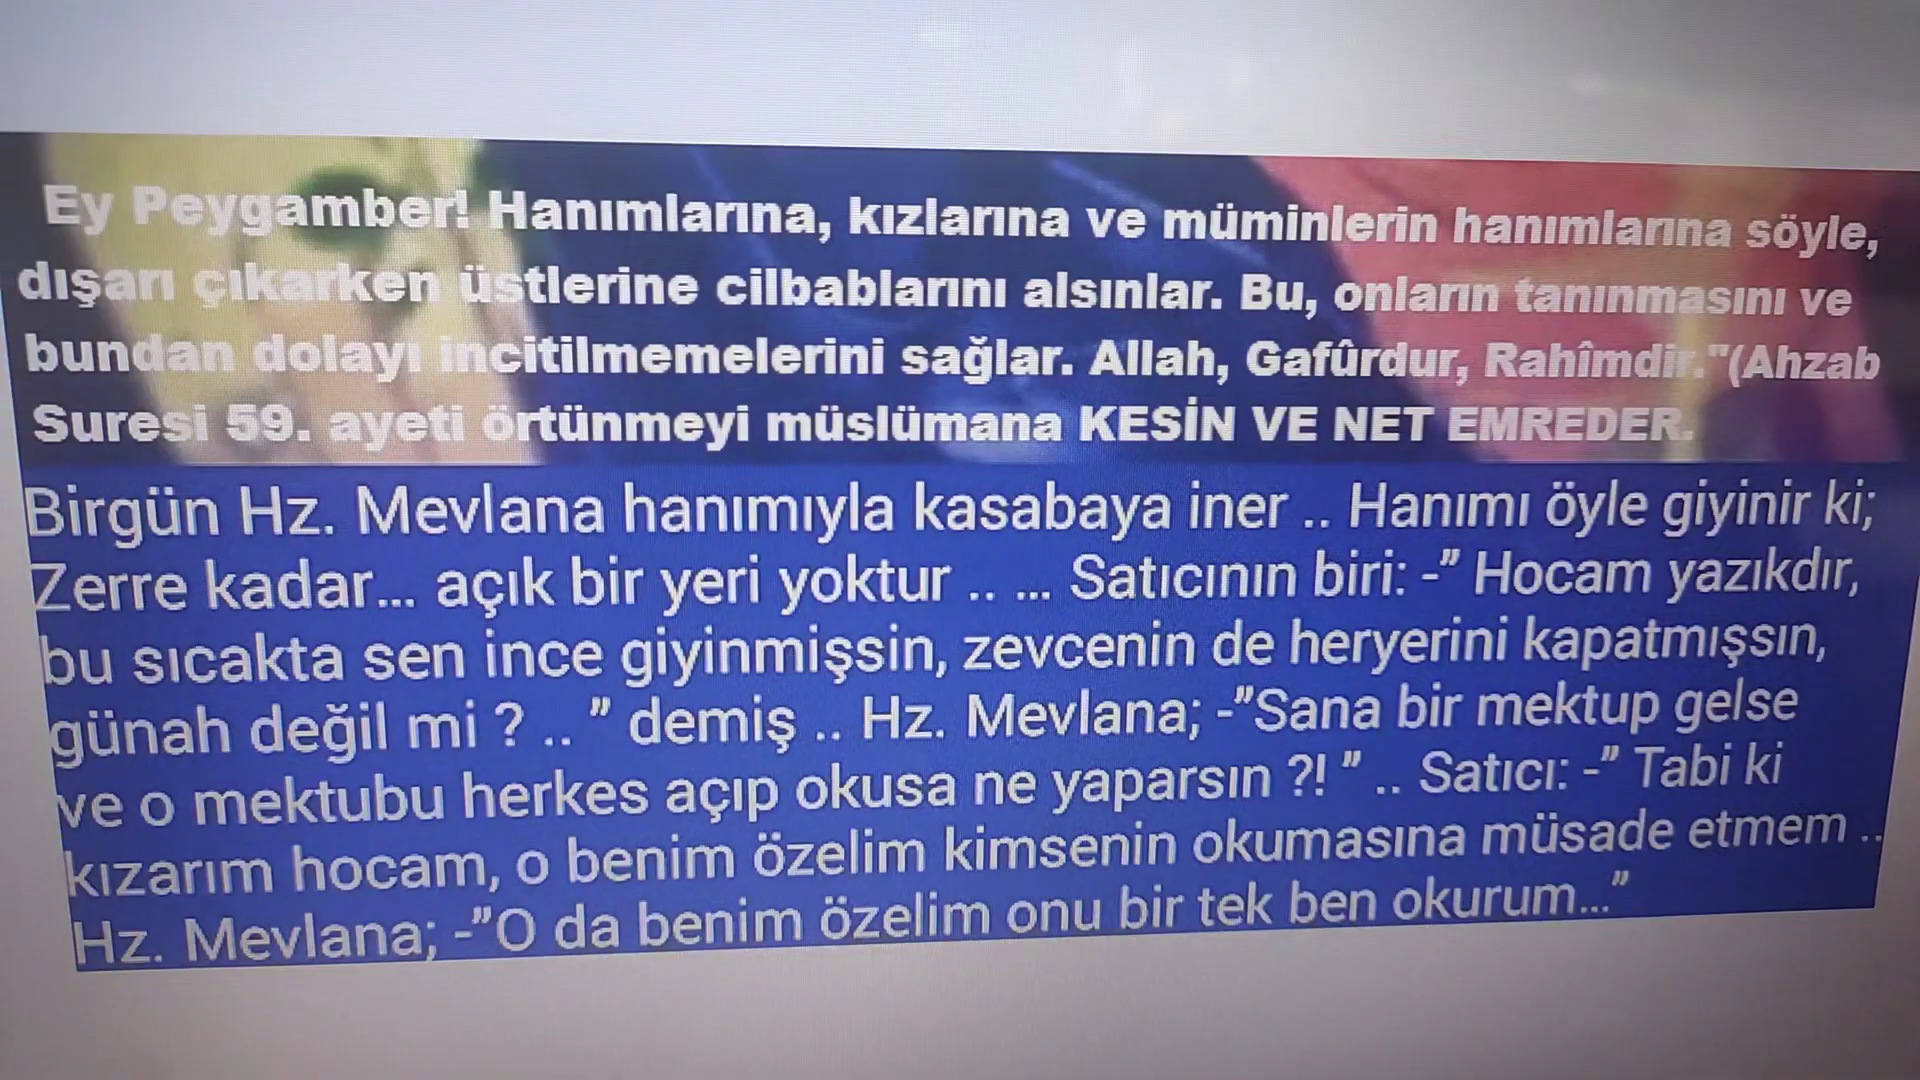 Ey Peygamber! Hanımlarına, kızlarına ve müminlerin hanımlarına söyle,
dışarı çıkarken üstlerine cilbablarını alsınlar. Bu, onların tanınmasını ve
bundan dolayı incitilmemelerini sağlar. Allah, Gafûrdur, Rahîmdir."(Ahzab
Suresi 59. ayeti örtünmeyi müslümana KESİN VE NET EMREDER.
Birgün Hz. Mevlana hanımıyla kasabaya iner .. Hanımı öyle giyinir ki;
Zerre kadar... açık bir yeri yoktur .. ... Satıcının biri: -” Hocam yazıkdır,
bu sıcakta sen ince giyinmişsin, zevcenin de heryerini kapatmışsın,
günah değil mi ? .. ” demiş .. Hz. Mevlana; -”Sana bir mektup gelse
ve o mektubu herkes açıp okusa ne yaparsın ?! ” .. Satıcı: -” Tabi ki
kızarım hocam, o benim özelim kimsenin okumasına müsade etmem ..
Hz. Mevlana; -”O da benim özelim onu bir tek ben okurum...”